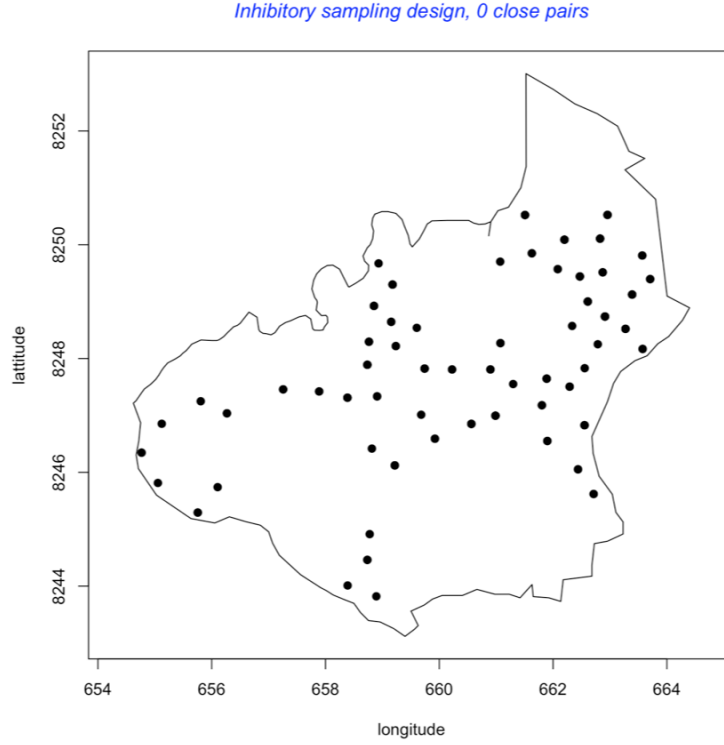 Inhibitory sampling design, 0 close pairs
8252
8250
8248
8246
8244
lattitude
654 656 658 660 662 664
longitude